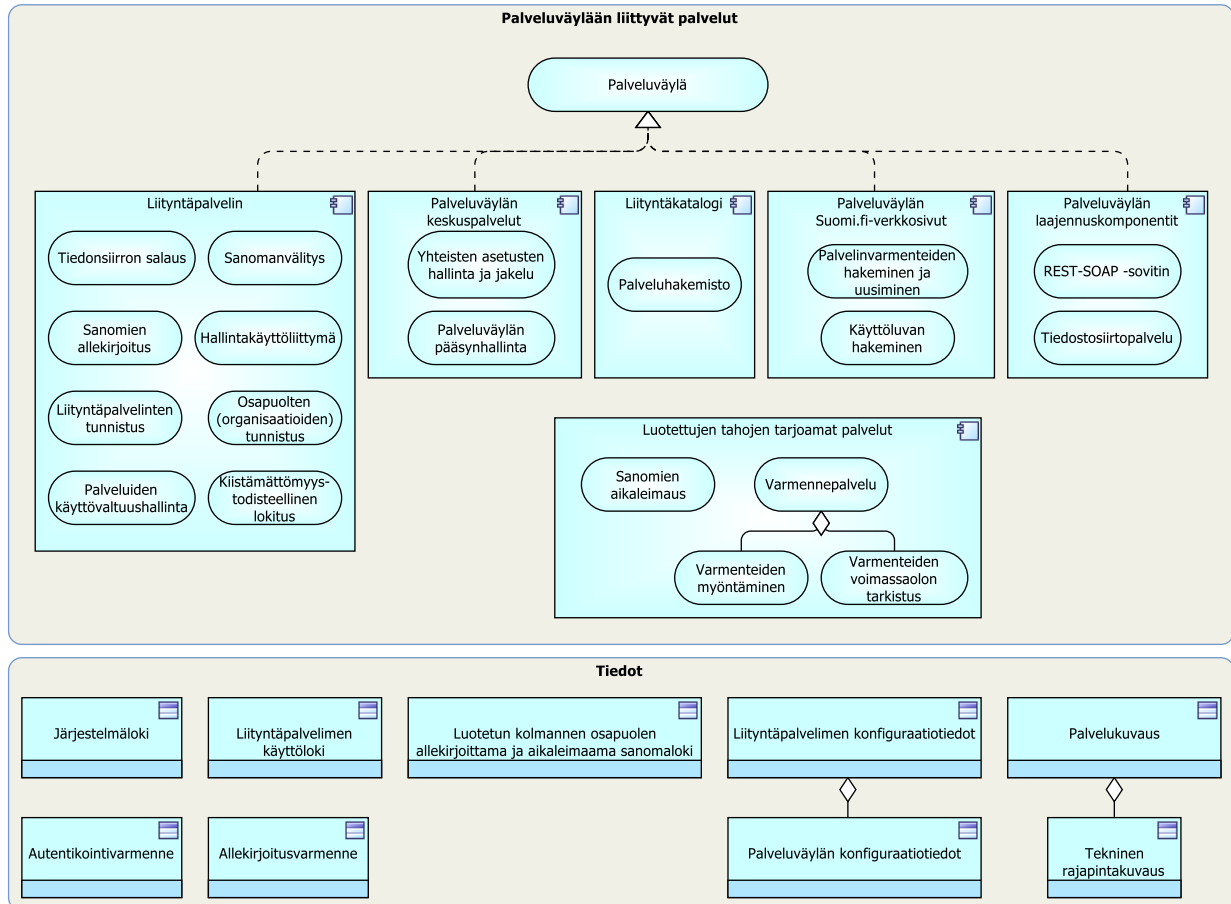 Palveluväylään liittyvät palvelut
Palveluväylä
Liityntäpalvelin
Tiedonsiirron salaus
Sanomanvälitys
Sanomien
allekirjoitus
Hallintakäyttöliittymä
Liityntäpalvelinten
tunnistus
Osapuolten
(organisaatioiden)
tunnistus
Palveluiden
käyttövaltuushallinta
Kiistämättömyys-
todisteellinen
lokitus
Palveluväylän
keskuspalvelut
Yhteisten asetusten
hallinta ja jakelu
Palveluväylän
pääsynhallinta
Liityntäkatalogi
Palveluhakemisto
Palveluväylän
Suomi.fi-verkkosivut
Palvelinvarmenteiden
hakeminen ja
uusiminen
Käyttöluvan
hakeminen
Palveluväylän
laajennuskomponentit
REST-SOAP -sovitin
Tiedostosiirtopalvelu
Luotettujen tahojen tarjoamat palvelut
Sanomien
aikaleimaus
Varmennepalvelu
Varmenteiden
myöntäminen
Varmenteiden
voimassaolon
tarkistus
Tiedot
Järjestelmäloki
Liityntäpalvelimen
käyttöloki
Luotetun kolmannen osapuolen
allekirjoittama ja aikaleimaama sanomaloki
Liityntäpalvelimen konfiguraatiotiedot
Palvelukuvaus
Autentikointivarmenne
Allekirjoitusvarmenne
Palveluväylän konfiguraatiotiedot
Tekninen
rajapintakuvaus